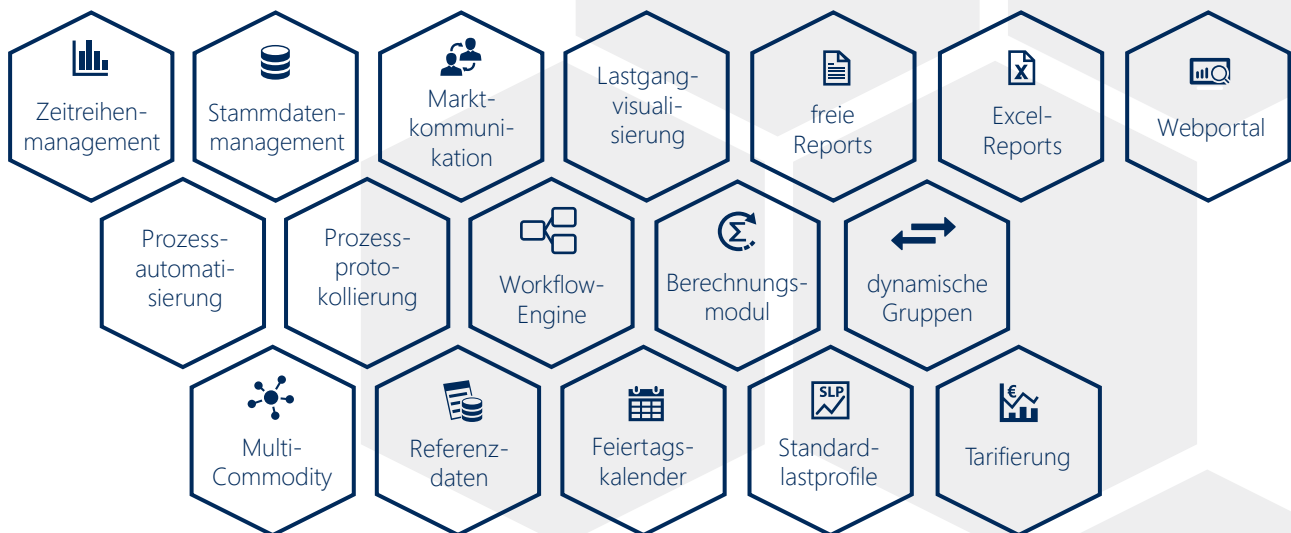 Zeitreihen-
management
Stammdaten-
management
Markt-
kommuni-
kation
Lastgang-
visuali-
sierung
freie
Reports
X
Excel-
Reports
Webportal
Prozess-
automati-
sierung
Prozess-
proto-
kollierung
Workflow-
Engine
Σ
Berechnungs-
modul
dynamische
Gruppen
Multi-
Commodity
Referenz-
daten
Feiertags-
kalender
SLP
Standard-
lastprofile
€
Tarifierung